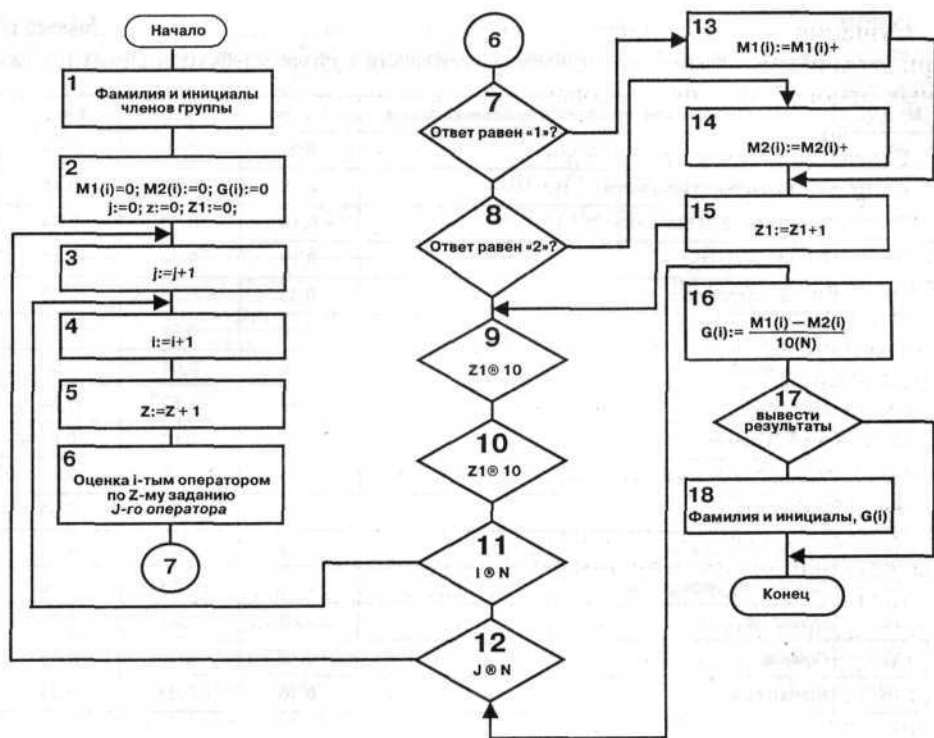 Начало
1
Фамилия и инициалы
членов группы
2
M1(i)=0; M2(i):=0; G(i):=0
j:=0; z:=0; Z1:=0;
3
j:=j+1
4
i:=i+1
5
Z:=Z + 1
6
Оценка i-тым оператором
по Z-му заданию
J-го оператора
7
6
7
Ответ равен «1»?
8
Ответ равен «2»?
9
Z1® 10
10
Z1® 10
11
I ® N
12
J ® N
13
M1(i):=M1(i)+
14
M2(i):=M2(i)+
15
Z1:=Z1+1
16
G(i):= M1(i) – M2(i)
10(N)
17
вывести
результаты
18
Фамилия и инициалы, G(i)
Конец